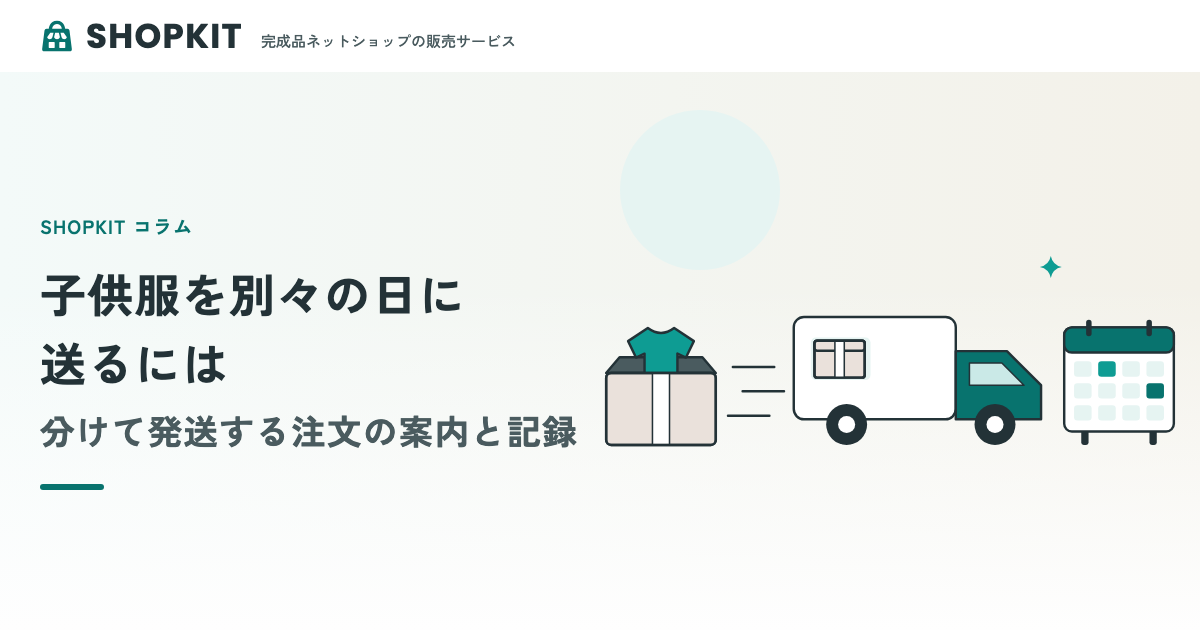 SHOPKIT 完成品ネットショップの販売サービス
SHOPKIT コラム
子供服を別々の日に
送るには
分けて発送する注文の案内と記録